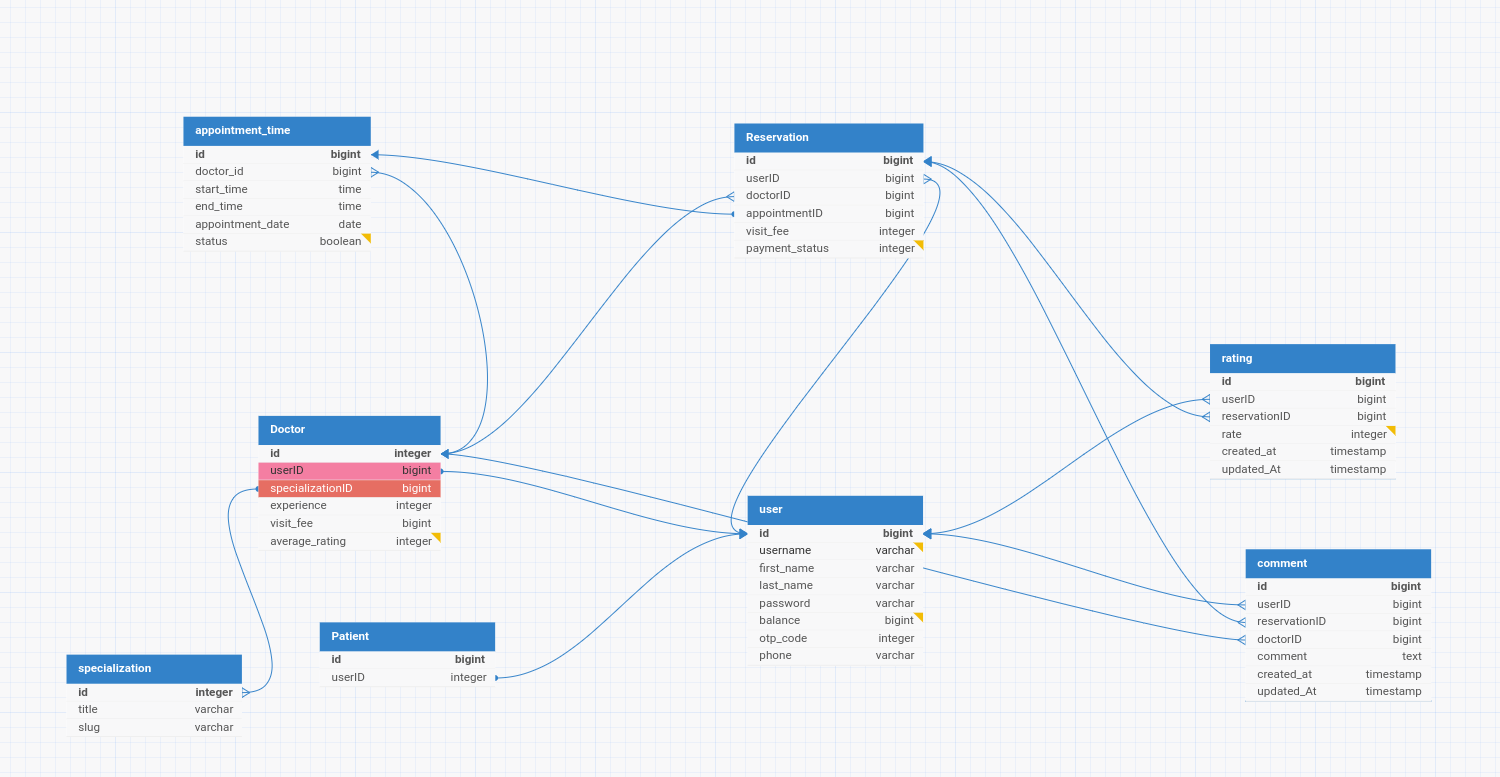 appointment_time
id bigint
doctor_id bigint
start_time time
end_time time
appointment_date date
status boolean
Reservation
id bigint
userID bigint
doctorID bigint
appointmentID bigint
visit_fee integer
payment_status integer
rating
id bigint
userID bigint
reservationID bigint
rate integer
created_at timestamp
updated_At timestamp
Doctor
id integer
userID bigint
specializationID bigint
experience integer
visit_fee bigint
average_rating integer
user
id bigint
username varchar
first_name varchar
last_name varchar
password varchar
balance bigint
otp_code integer
phone varchar
comment
id bigint
userID bigint
reservationID bigint
doctorID bigint
comment text
created_at timestamp
updated_At timestamp
Patient
id bigint
userID integer
specialization
id integer
title varchar
slug varchar